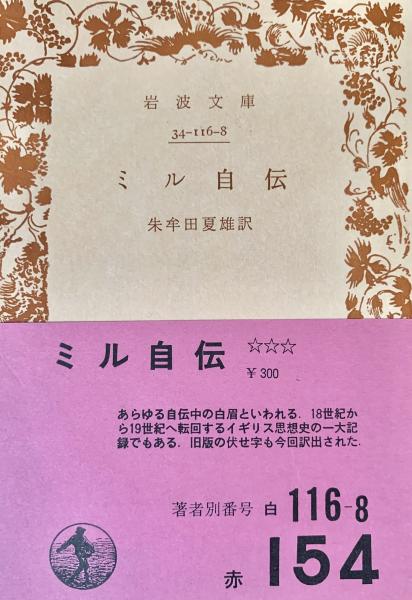 岩波文庫
34-116-8
ミル自伝
朱牟田夏雄訳
ミル自伝 ☆☆☆
¥300
あらゆる自伝中の白眉といわれる．18世紀か
ら19世紀へ転回するイギリス思想史の一大記
録でもある．旧版の伏せ字も今回訳出された．
著者別番号 白 116-8
赤 154